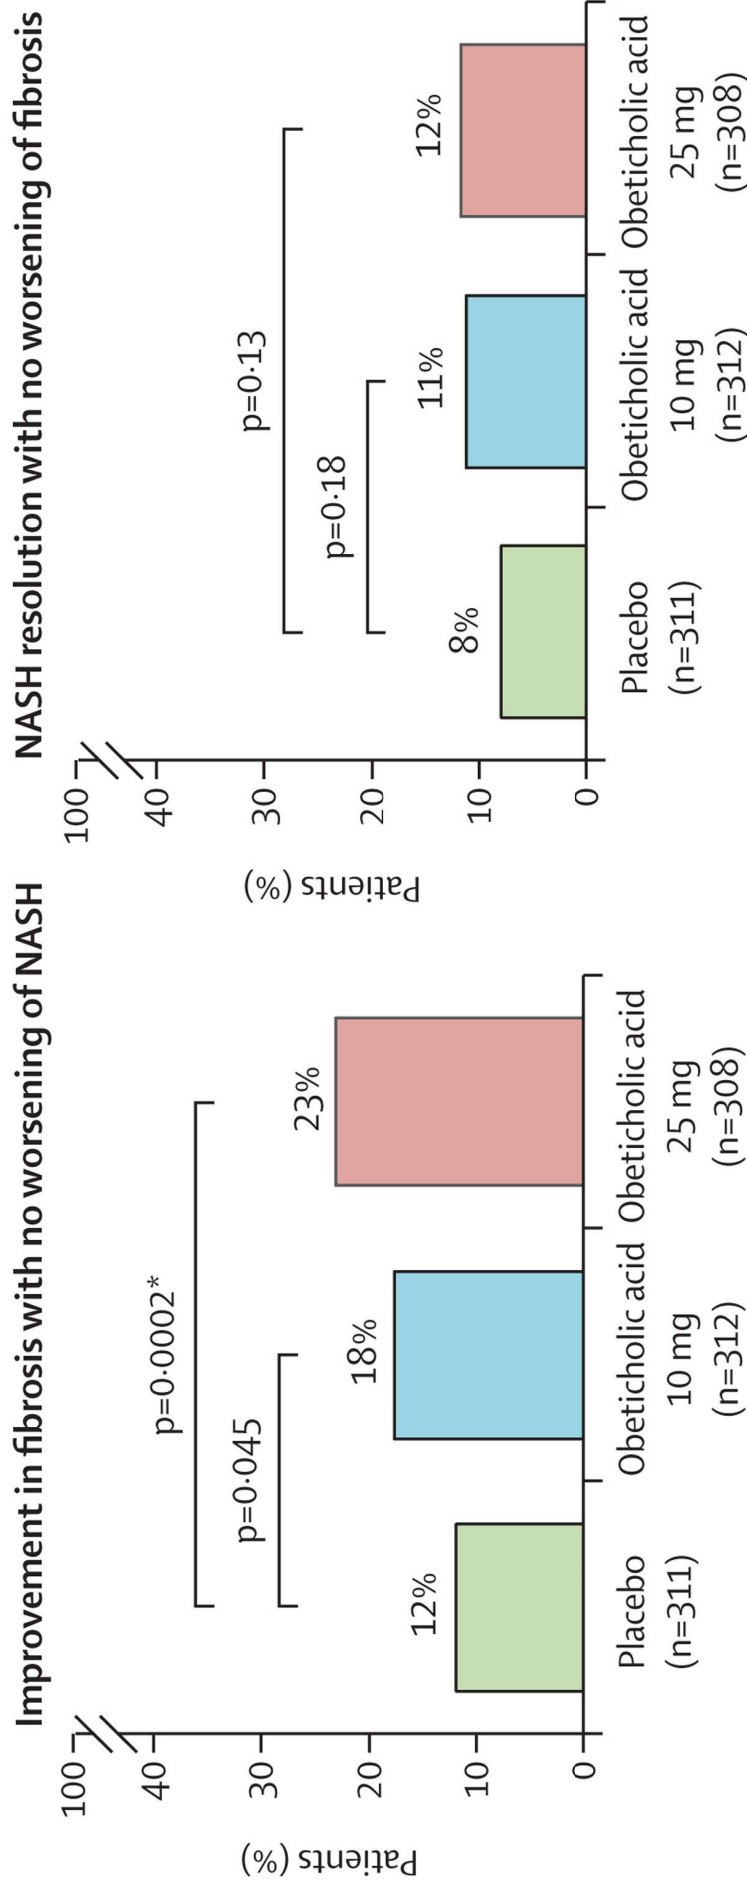 Improvement in fibrosis with no worsening of NASH
Patients (%)
100
40
30
20
10
0
p=0·0002*
p=0·045
12%
18%
23%
Placebo
(n=311)
Obeticholic acid
10 mg
(n=312)
Obeticholic acid
25 mg
(n=308)
NASH resolution with no worsening of fibrosis
Patients (%)
100
40
30
20
10
0
p=0·13
p=0·18
8%
11%
12%
Placebo
(n=311)
Obeticholic acid
10 mg
(n=312)
Obeticholic acid
25 mg
(n=308)